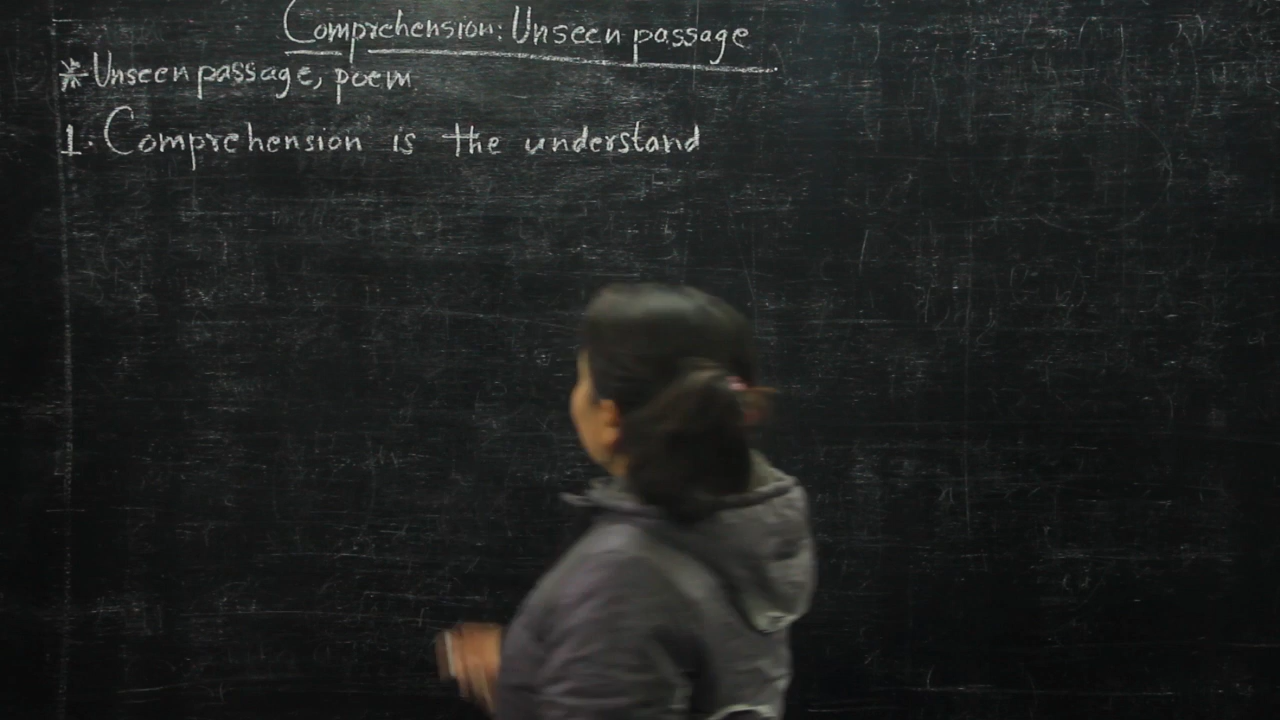 Comprehension: Unseen passage
* Unseen passage, poem
1. Comprehension is the understand